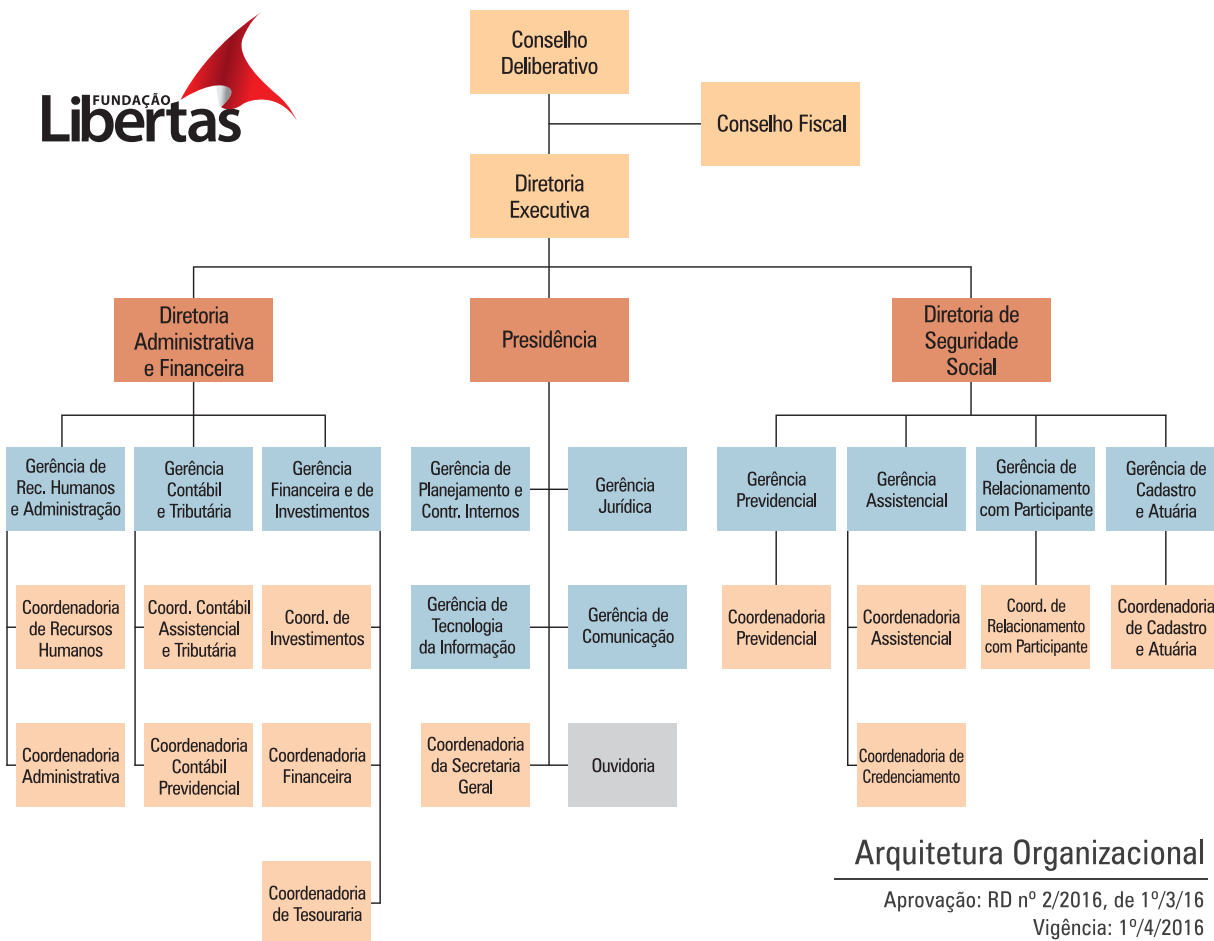 FUNDAÇÃO
Libertas
Conselho
Deliberativo
Conselho Fiscal
Diretoria
Executiva
Diretoria
Administrativa
e Financeira
Presidência
Diretoria de
Seguridade
Social
Gerência de
Rec. Humanos
e Administração
Gerência
Contábil
e Tributária
Gerência
Financeira e de
Investimentos
Gerência de
Planejamento e
Contr. Internos
Gerência
Jurídica
Gerência
Previdencial
Gerência
Assistencial
Gerência de
Relacionamento
com Participante
Gerência de
Cadastro
e Atuária
Coordenadoria
de Recursos
Humanos
Coord. Contábil
Assistencial
e Tributária
Coord. de
Investimentos
Gerência de
Tecnologia
da Informação
Gerência de
Comunicação
Coordenadoria
Previdencial
Coordenadoria
Assistencial
Coord. de
Relacionamento
com Participante
Coordenadoria
de Cadastro
e Atuária
Coordenadoria
Administrativa
Coordenadoria
Contábil
Previdencial
Coordenadoria
Financeira
Coordenadoria
da Secretaria
Geral
Ouvidoria
Coordenadoria de
Credenciamento
Coordenadoria
de Tesouraria
Arquitetura Organizacional
Aprovação: RD nº 2/2016, de 1º/3/16
Vigência: 1º/4/2016